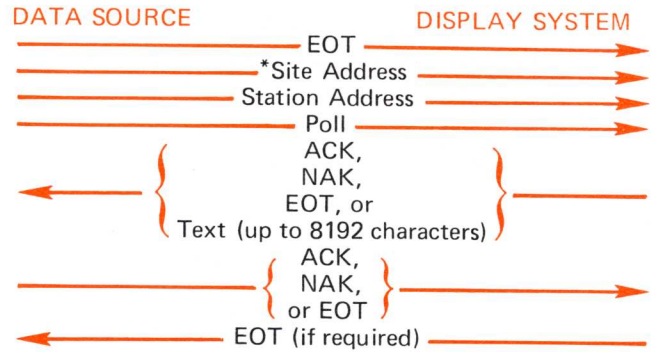 DATA SOURCE DISPLAY SYSTEM
EOT
*Site Address
Station Address
Poll
ACK,
NAK,
EOT, or
Text (up to 8192 characters)
ACK,
NAK,
or EOT
EOT (if required)